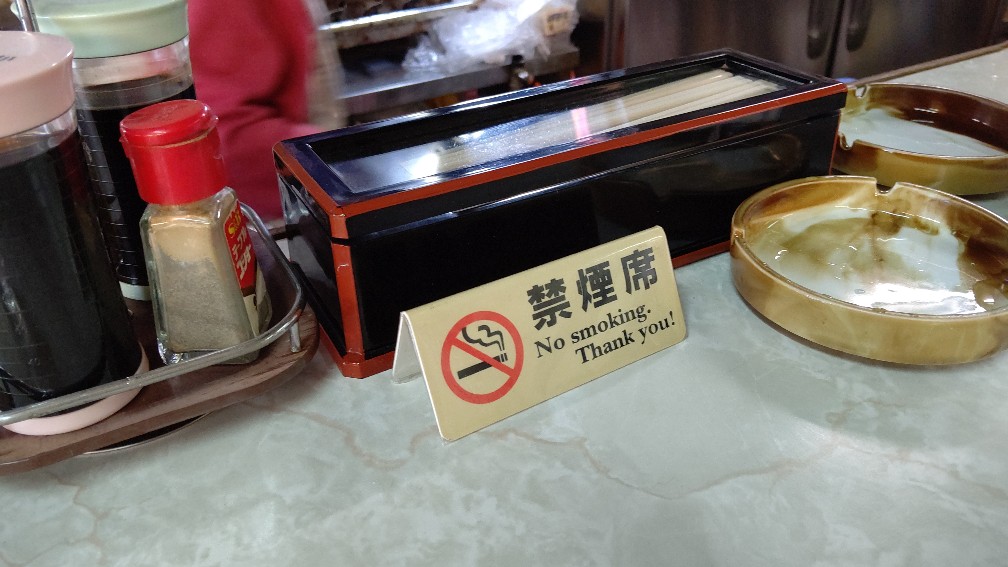 禁煙席
No smoking.
Thank you!